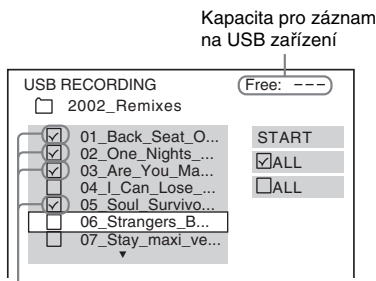 Kapacita pro záznam
na USB zařízení
USB RECORDING
Free: ---
2002_Remixes
01_Back_Seat_O...
02_One_Nights_...
03_Are_You_Ma...
04_I_Can_Lose_...
05_Soul_Survivo...
06_Strangers_B...
07_Stay_maxi_ve...
START
ALL
ALL